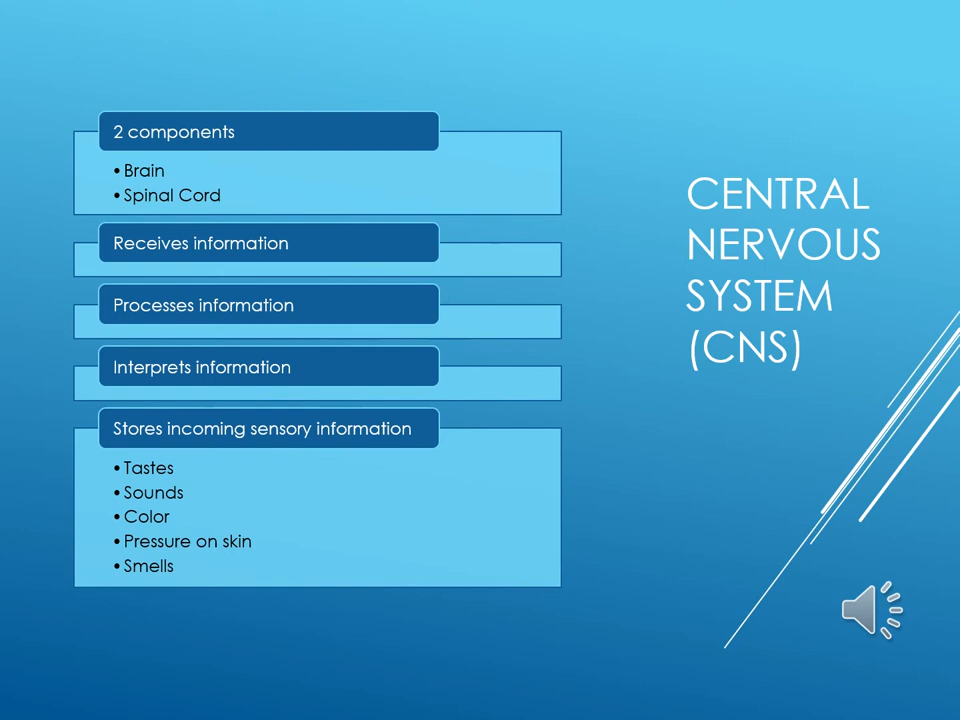 2 components
• Brain
• Spinal Cord
Receives information
Processes information
Interprets information
Stores incoming sensory information
• Tastes
• Sounds
• Color
• Pressure on skin
• Smells
CENTRAL
NERVOUS
SYSTEM
(CNS)